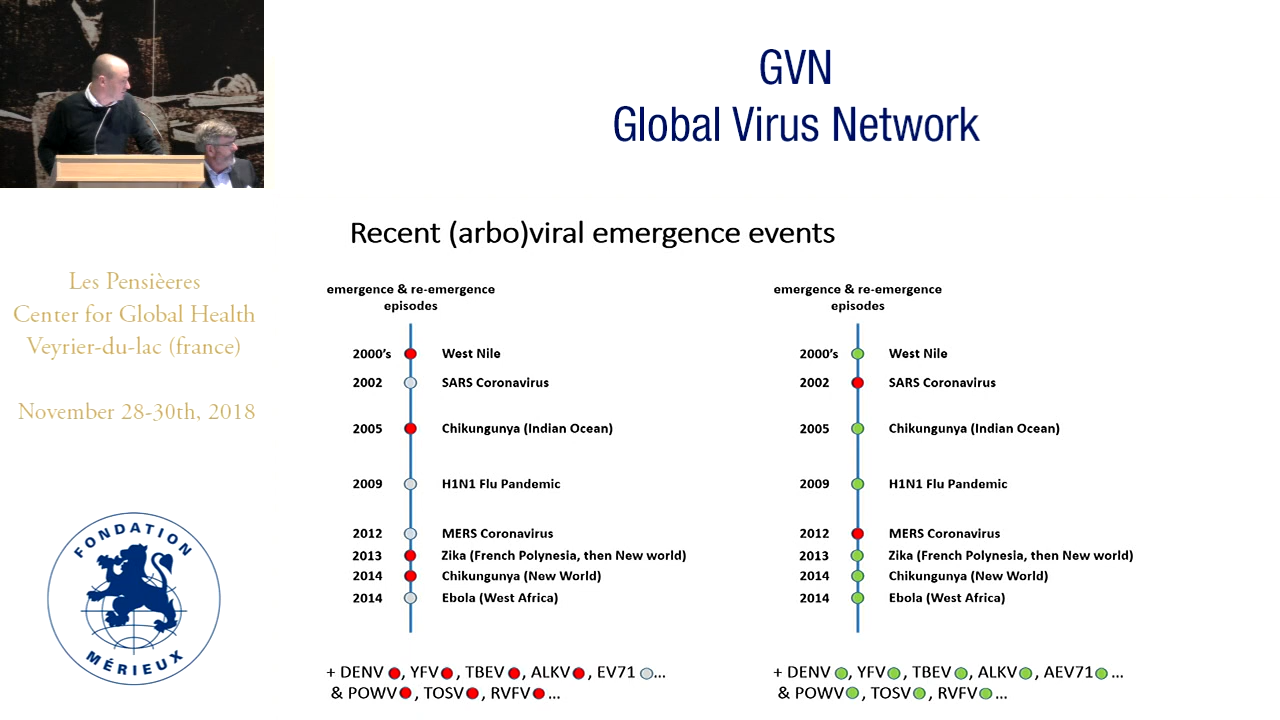 GVN
Global Virus Network
Les Pensièeres
Center for Global Health
Veyrier-du-lac (france)
November 28-30th, 2018
FONDATION
MÉRIEUX
Recent (arbo)viral emergence events
emergence & re-emergence
episodes
2000's West Nile
2002 SARS Coronavirus
2005 Chikungunya (Indian Ocean)
2009 H1N1 Flu Pandemic
2012 MERS Coronavirus
2013 Zika (French Polynesia, then New world)
2014 Chikungunya (New World)
2014 Ebola (West Africa)
+ DENV , YFV , TBEV , ALKV , EV71 ...
& POWV , TOSV , RVFV ...
emergence & re-emergence
episodes
2000's West Nile
2002 SARS Coronavirus
2005 Chikungunya (Indian Ocean)
2009 H1N1 Flu Pandemic
2012 MERS Coronavirus
2013 Zika (French Polynesia, then New world)
2014 Chikungunya (New World)
2014 Ebola (West Africa)
+ DENV , YFV , TBEV , ALKV , AEV71 ...
& POWV , TOSV , RVFV ...